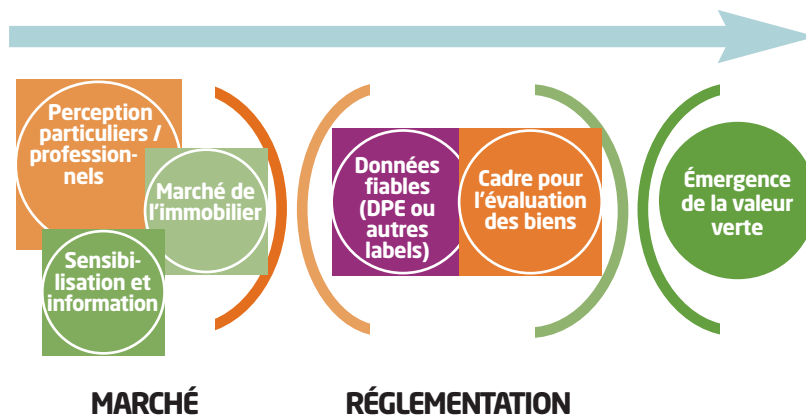 Perception
particuliers /
profession-
nels
Marché de
l'immobilier
Sensibi-
lisation et
information
Données
fiables
(DPE ou
autres
labels)
Cadre pour
l'évaluation
des biens
Émergence
de la valeur
verte
MARCHÉ
RÉGLEMENTATION